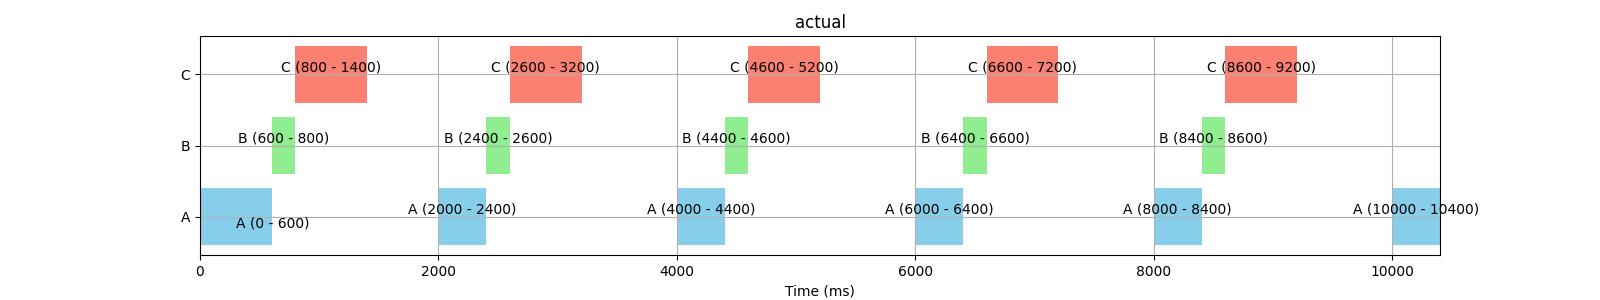 actual
C
C (800 - 1400)
C (2600 - 3200)
C (4600 - 5200)
C (6600 - 7200)
C (8600 - 9200)
B
B (600 - 800)
B (2400 - 2600)
B (4400 - 4600)
B (6400 - 6600)
B (8400 - 8600)
A
A (0 - 600)
A (2000 - 2400)
A (4000 - 4400)
A (6000 - 6400)
A (8000 - 8400)
A (10000 - 10400)
0
2000
4000
6000
8000
10000
Time (ms)